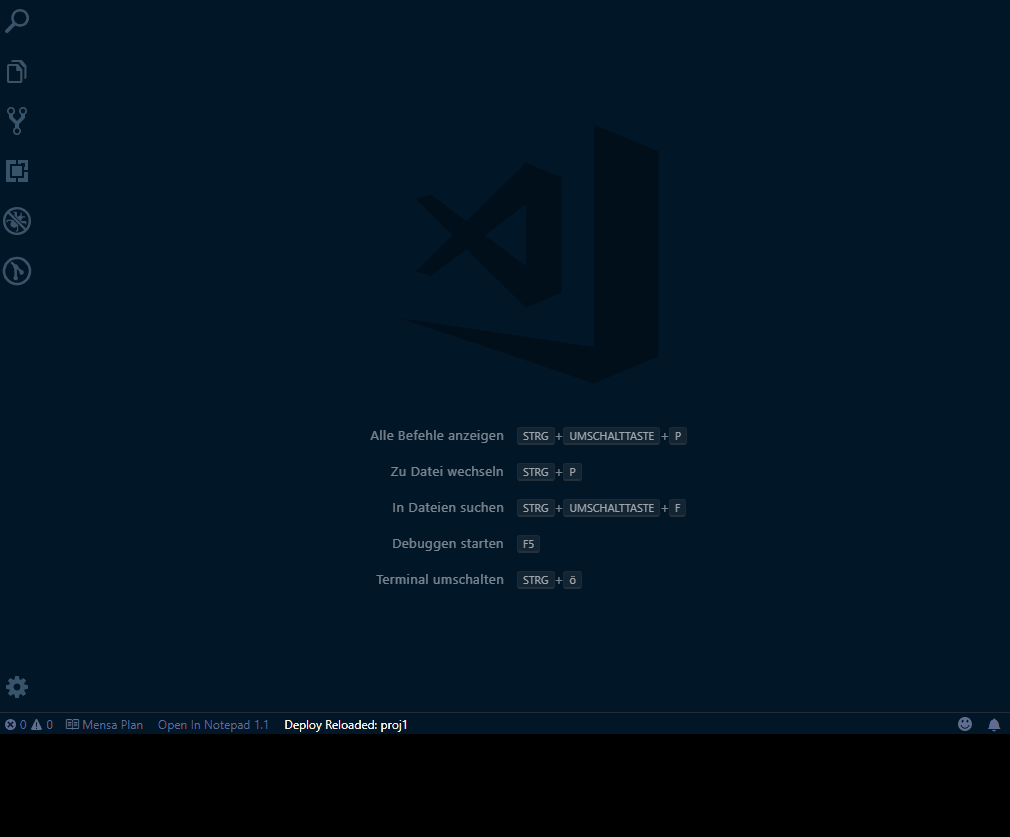 Alle Befehle anzeigen STRG + UMSCHALTTASTE + P
Zu Datei wechseln STRG + P
In Dateien suchen STRG + UMSCHALTTASTE + F
Debuggen starten F5
Terminal umschalten STRG + ö
0 0 Mensa Plan Open In Notepad 1.1 Deploy Reloaded: proj1